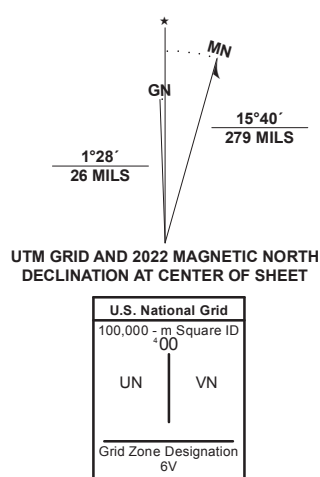 MN
GN
15°40´
279 MILS
1°28´
26 MILS
UTM GRID AND 2022 MAGNETIC NORTH
DECLINATION AT CENTER OF SHEET
U.S. National Grid
100,000 - m Square ID
⁴00
UN VN
Grid Zone Designation
6V